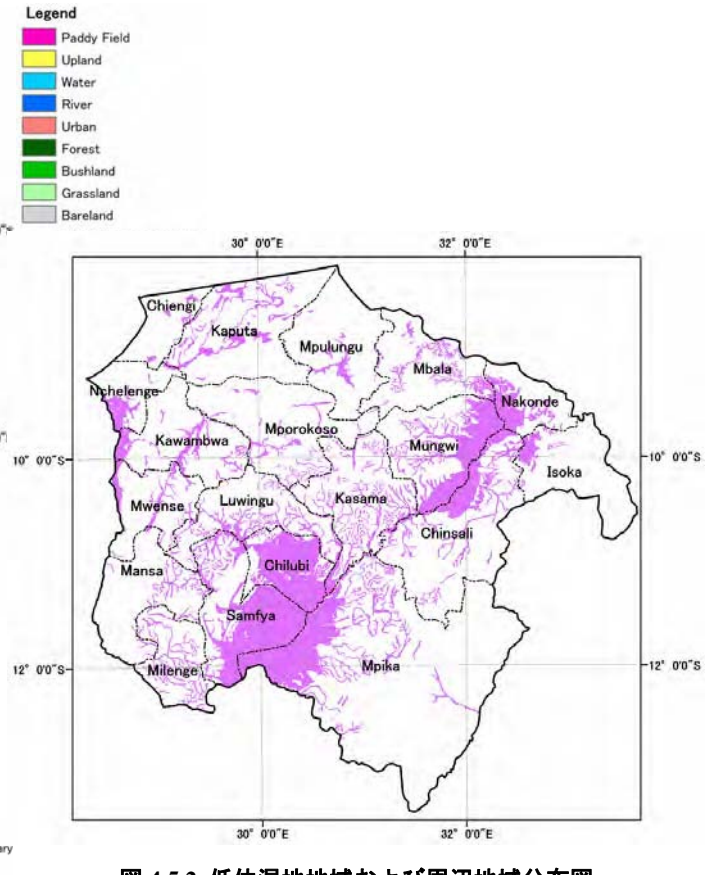 Legend
Paddy Field
Upland
Water
River
Urban
Forest
Bushland
Grassland
Bareland
30° 0'0"E
32° 0'0"E
Chiengi
Kaputa
Mpulungu
Mbala
Nchelenge
Nakonde
Kawambwa
Mporokoso
Mungwi
10° 0'0"S
10° 0'0"S
Isoka
Mwense
Luwingu
Kasama
Chinsali
Mansa
Chilubi
Samfya
Milenge
Mpika
12° 0'0"S
12° 0'0"S
30° 0'0"E
32° 0'0"E